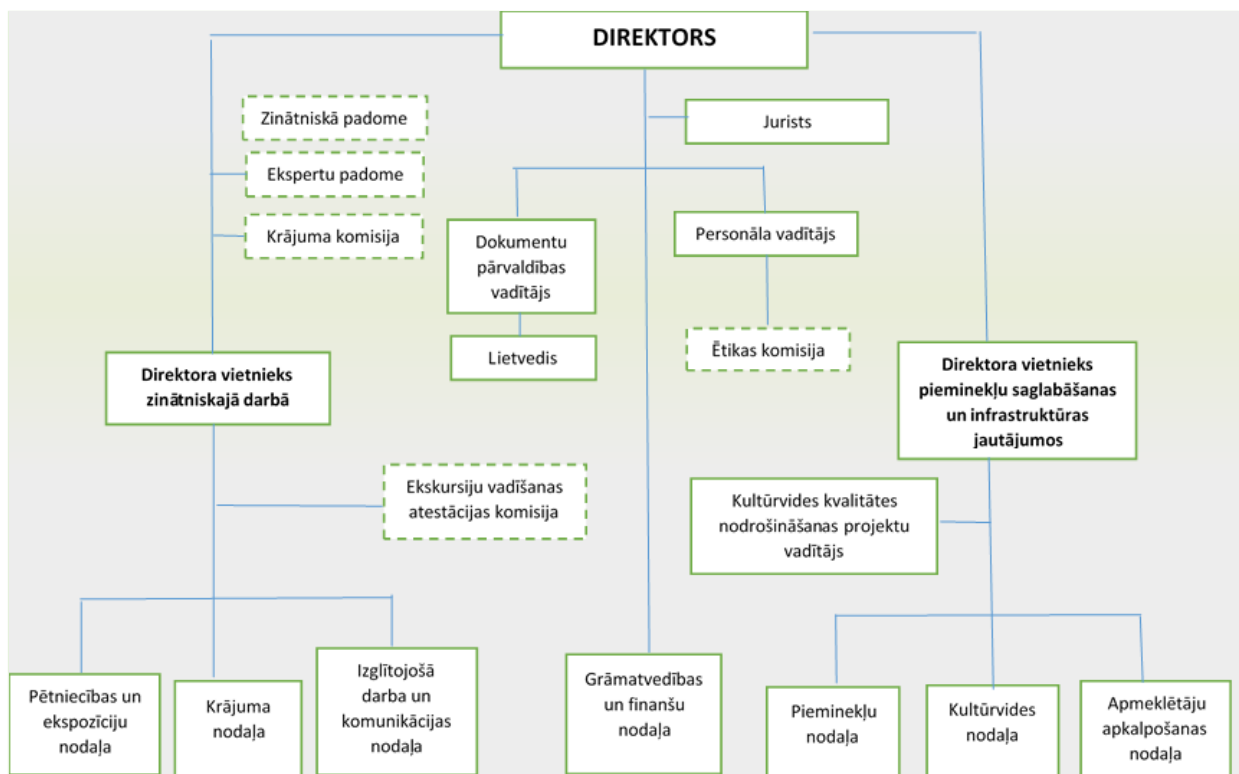 DIREKTORS
Zinātniskā padome
Jurists
Ekspertu padome
Krājuma komisija
Dokumentu
pārvaldības
vadītājs
Personāla vadītājs
Lietvedis
Ētikas komisija
Direktora vietnieks
zinātniskajā darbā
Direktora vietnieks
pieminekļu saglabāšanas
un infrastruktūras
jautājumos
Ekskursiju vadīšanas
atestācijas komisija
Kultūrvides kvalitātes
nodrošināšanas projektu
vadītājs
Pētniecības un
ekspozīciju
nodaļa
Krājuma
nodaļa
Izglītojošā
darba un
komunikācijas
nodaļa
Grāmatvedības
un finanšu
nodaļa
Pieminekļu
nodaļa
Kultūrvides
nodaļa
Apmeklētāju
apkalpošanas
nodaļa